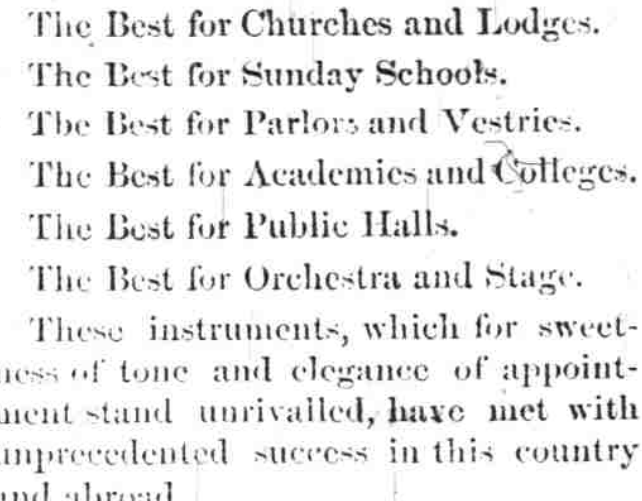 The Best for Churches and Lodges.
The Best for Sunday Schools.
The Best for Parlors and Vestries.
The Best for Academies and Colleges.
The Best for Public Halls.
The Best for Orchestra and Stage.
These instruments, which for sweet-
ness of tone and elegance of appoint-
ment stand unrivalled, have met with
unprecedented success in this country
and abroad